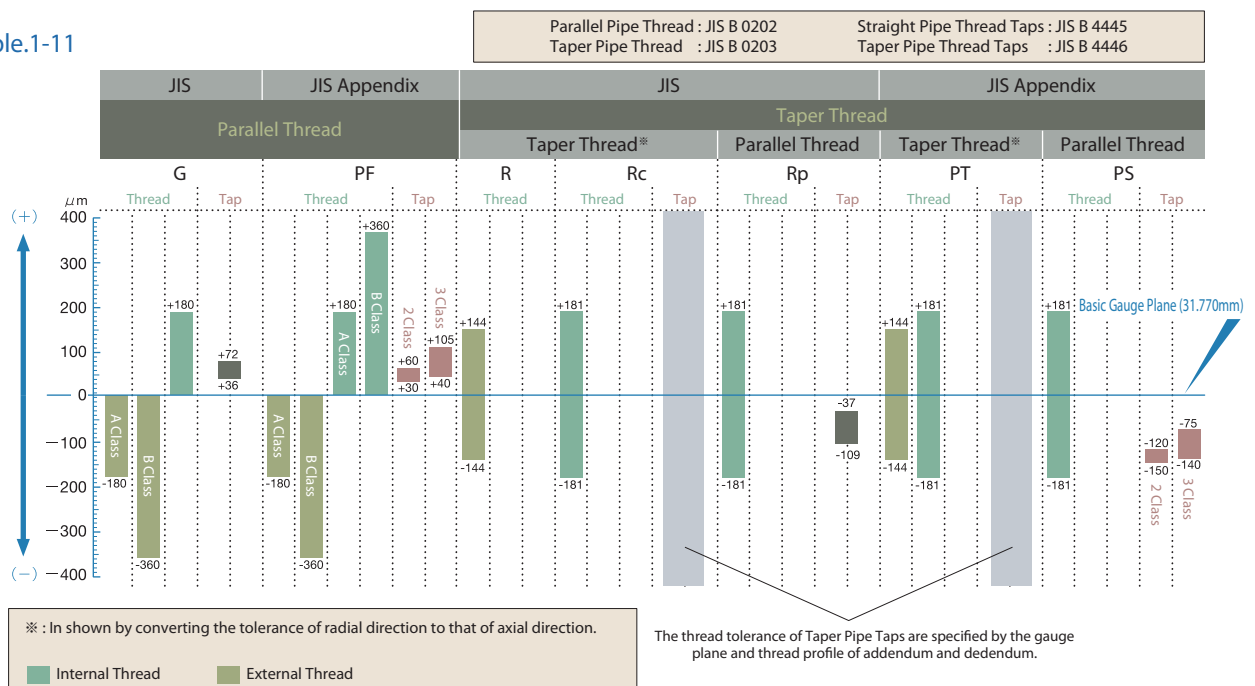 ble.1-11
Parallel Pipe Thread : JIS B 0202 Straight Pipe Thread Taps : JIS B 4445
Taper Pipe Thread : JIS B 0203 Taper Pipe Thread Taps : JIS B 4446
JIS JIS Appendix JIS JIS Appendix
Parallel Thread Taper Thread
Taper Thread※ Parallel Thread Taper Thread※ Parallel Thread
G PF R Rc Rp PT PS
Thread Tap Thread Tap Thread Thread Tap Thread Tap Thread Tap Thread Tap
μm
(+)
400
300
200
100
0
−100
−200
−300
−400
(−)
A Class
-180
B Class
-360
+180
+72
+36
A Class
-180
B Class
-360
+180
A Class
+360
B Class
2 Class
+60
+30
3 Class
+105
+40
+144
-144
+181
-181
+181
-181
-37
-109
+144
-144
+181
-181
+181
-181
Basic Gauge Plane (31.770mm)
-120
-150
2 Class
-75
-140
3 Class
※ : In shown by converting the tolerance of radial direction to that of axial direction.
Internal Thread External Thread
The thread tolerance of Taper Pipe Taps are specified by the gauge
plane and thread profile of addendum and dedendum.